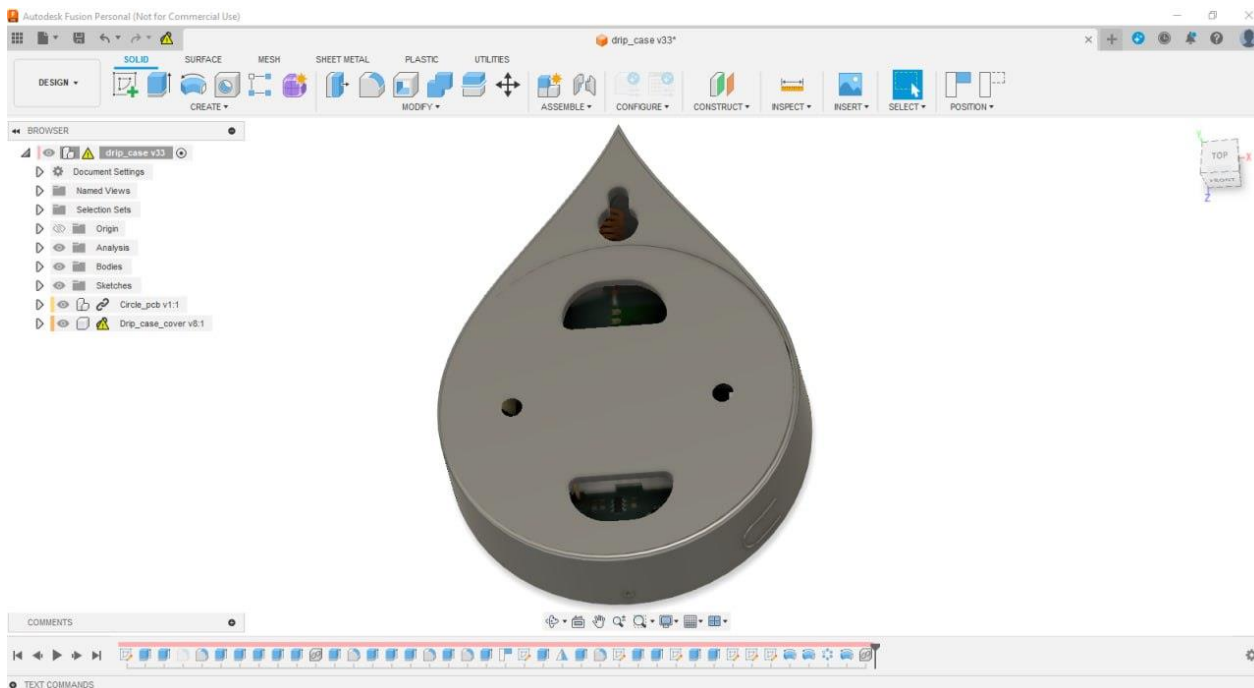 Autodesk Fusion Personal (Not for Commercial Use)
drip_case v33*
SOLID SURFACE MESH SHEET METAL PLASTIC UTILITIES
DESIGN
CREATE MODIFY ASSEMBLE CONFIGURE CONSTRUCT INSPECT INSERT SELECT POSITION
BROWSER
drip_case v33
Document Settings
Named Views
Selection Sets
Origin
Analysis
Bodies
Sketches
Circle_pcb v1:1
Drip_case_cover v8:1
TOP
FRONT
X
Z
COMMENTS
TEXT COMMANDS